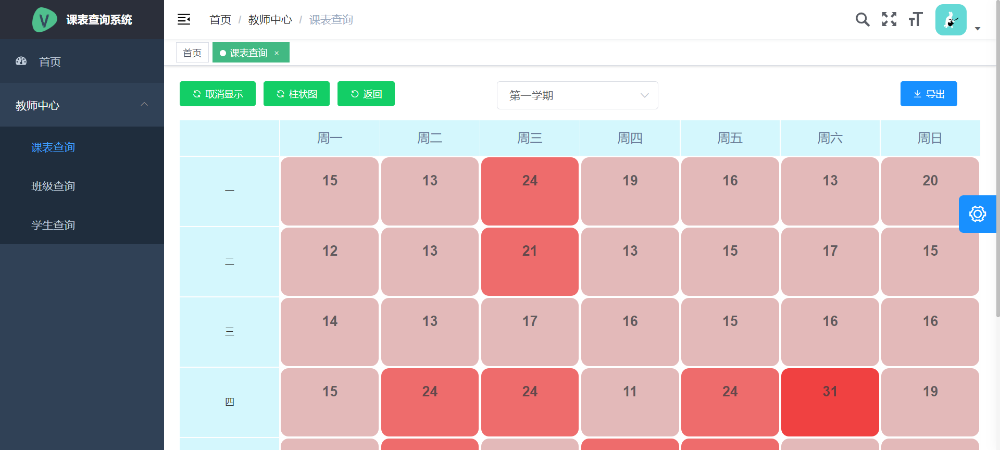 课表查询系统
首页 / 教师中心 / 课表查询
首页
教师中心
课表查询
班级查询
学生查询
首页 课表查询 ×
取消显示 柱状图 返回 第一学期 导出
周一 周二 周三 周四 周五 周六 周日
一 15 13 24 19 16 13 20
二 12 13 21 13 15 17 15
三 14 13 17 16 15 16 16
四 15 24 24 11 24 31 19